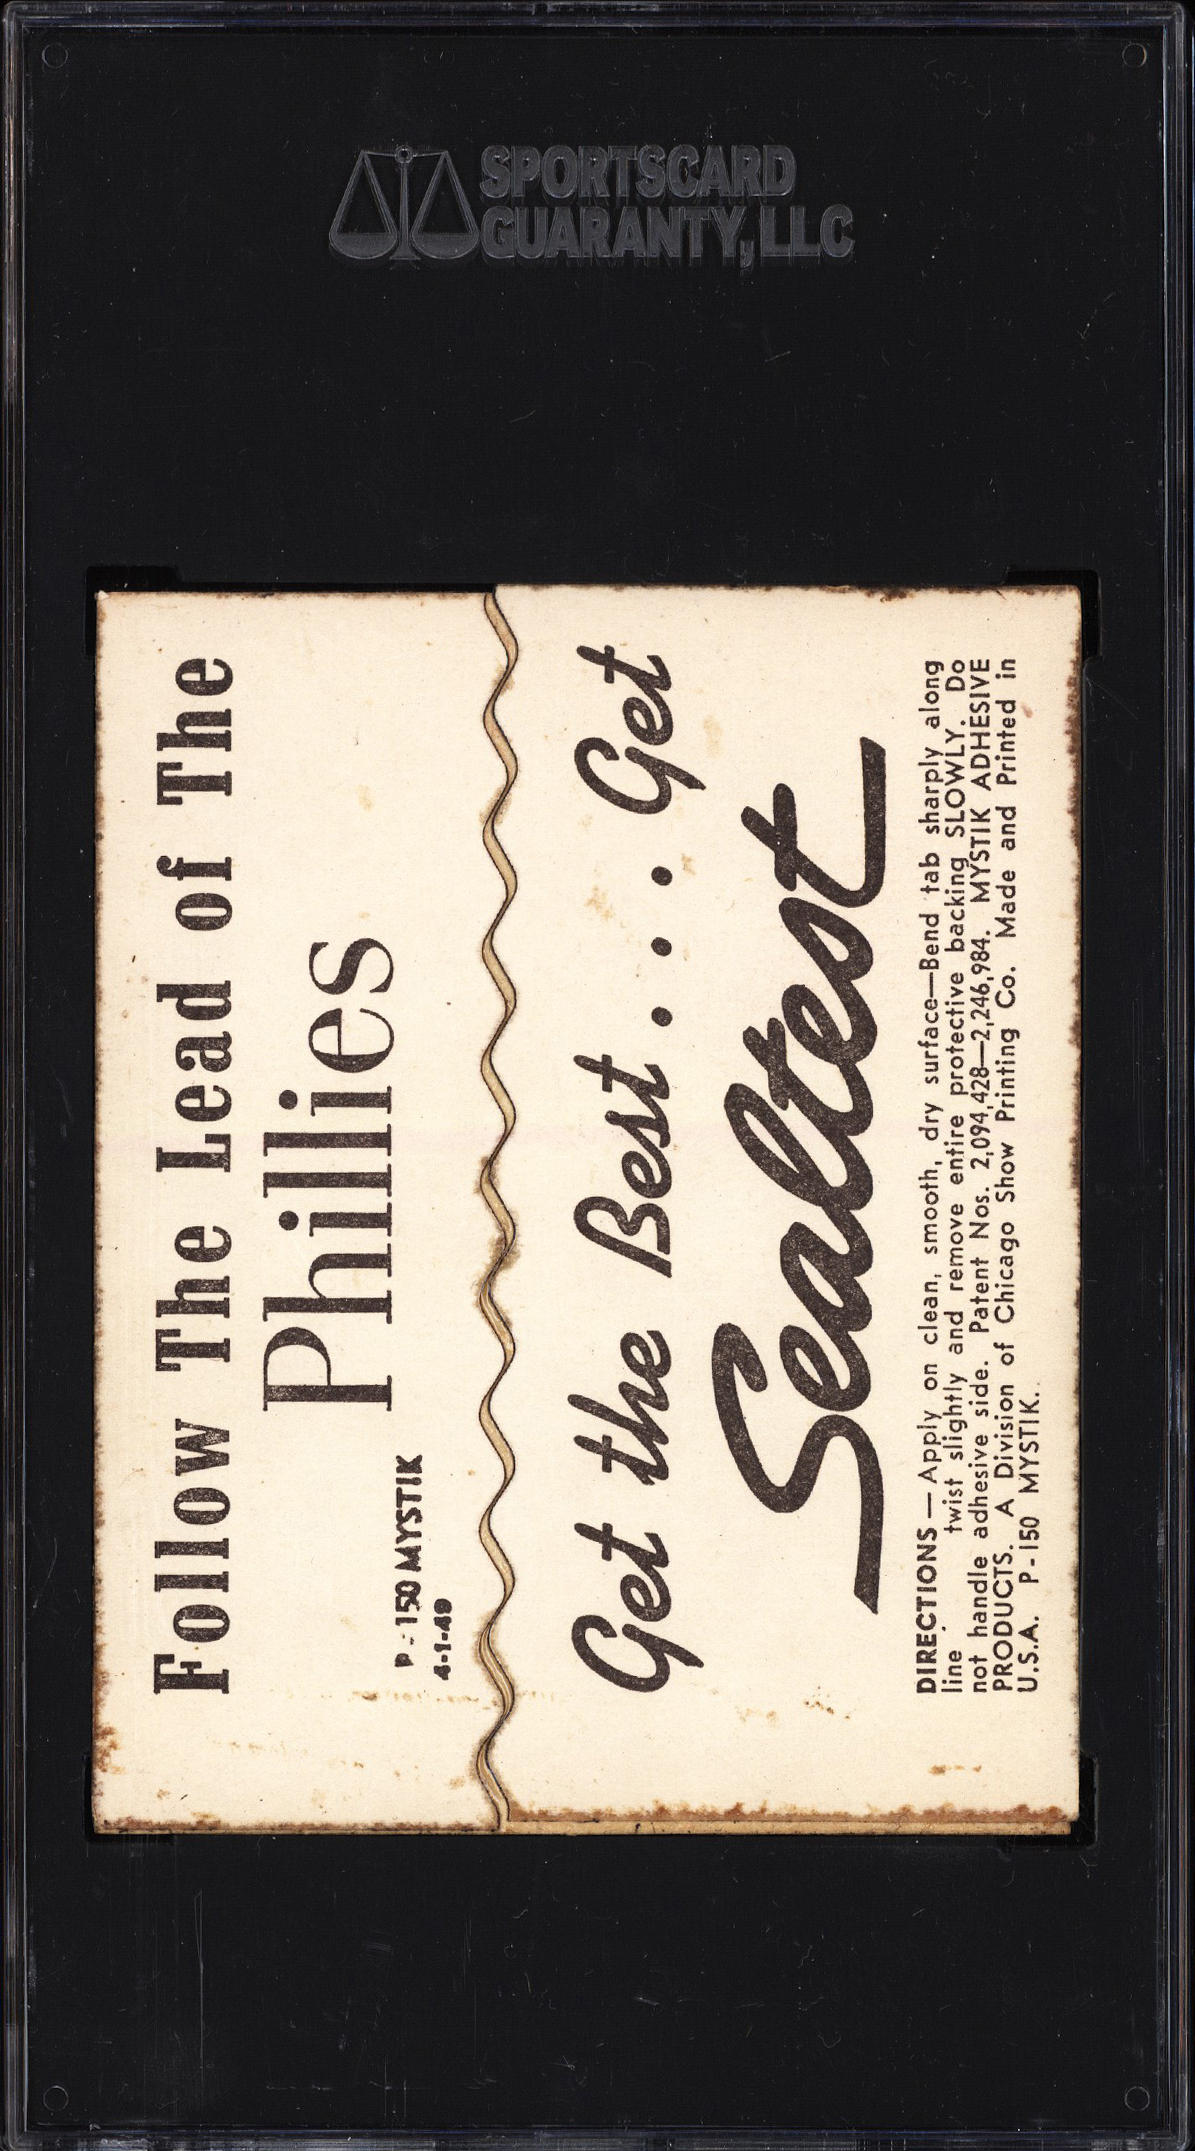 SPORTSCARD
GUARANTY, LLC
Follow The Lead of The
Phillies
P-150 MYSTIK
4-1-49
Get the Best . . . Get
Sealtest
DIRECTIONS—Apply on clean, smooth, dry surface—Bend tab sharply along
line twist slightly and remove entire protective backing SLOWLY. Do
not handle adhesive side. Patent Nos. 2,094,428—2,246,984. MYSTIK ADHESIVE
PRODUCTS. A Division of Chicago Show Printing Co. Made and Printed in
U.S.A. P-150 MYSTIK.